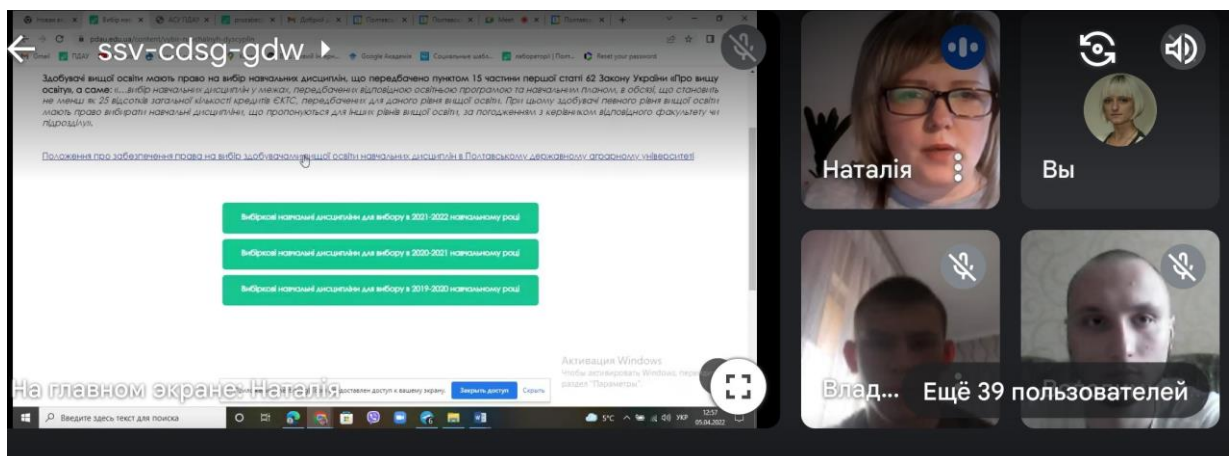 ssv-cdsg-gdw
Здобувачі вищої освіти мають право на вибір навчальних дисциплін, що передбачено пунктом 15 частини першої статті 62 Закону України «Про вищу
освіту», а саме: «...вибір навчальних дисциплін у межах, передбачених відповідною освітньою програмою та навчальним планом, в обсязі, що становить
не менш як 25 відсотків загальної кількості кредитів ЄКТС, передбачених для даного рівня вищої освіти. При цьому здобувачі певного рівня вищої освіти
мають право вибирати навчальні дисципліни, що пропонуються для інших рівнів вищої освіти, за погодженням з керівником відповідного факультету чи
підрозділу».
Положення про забезпечення права на вибір здобувачами вищої освіти навчальних дисциплін в Полтавському державному аграрному університеті
Вибіркові навчальні дисципліни для вибору в 2021-2022 навчальному році
Вибіркові навчальні дисципліни для вибору в 2020-2021 навчальному році
Вибіркові навчальні дисципліни для вибору в 2019-2020 навчальному році
Активация Windows
Чтобы активировать Windows,
раздел "Параметры".
На главном экране: Наталія
доставлен доступ к вашему экрану.
Закрыть доступ
Скрыть
Введите здесь текст для поиска
5°C
УКР
12:57
05.04.2022
Наталія
Вы
Влад...
Ещё 39 пользователей